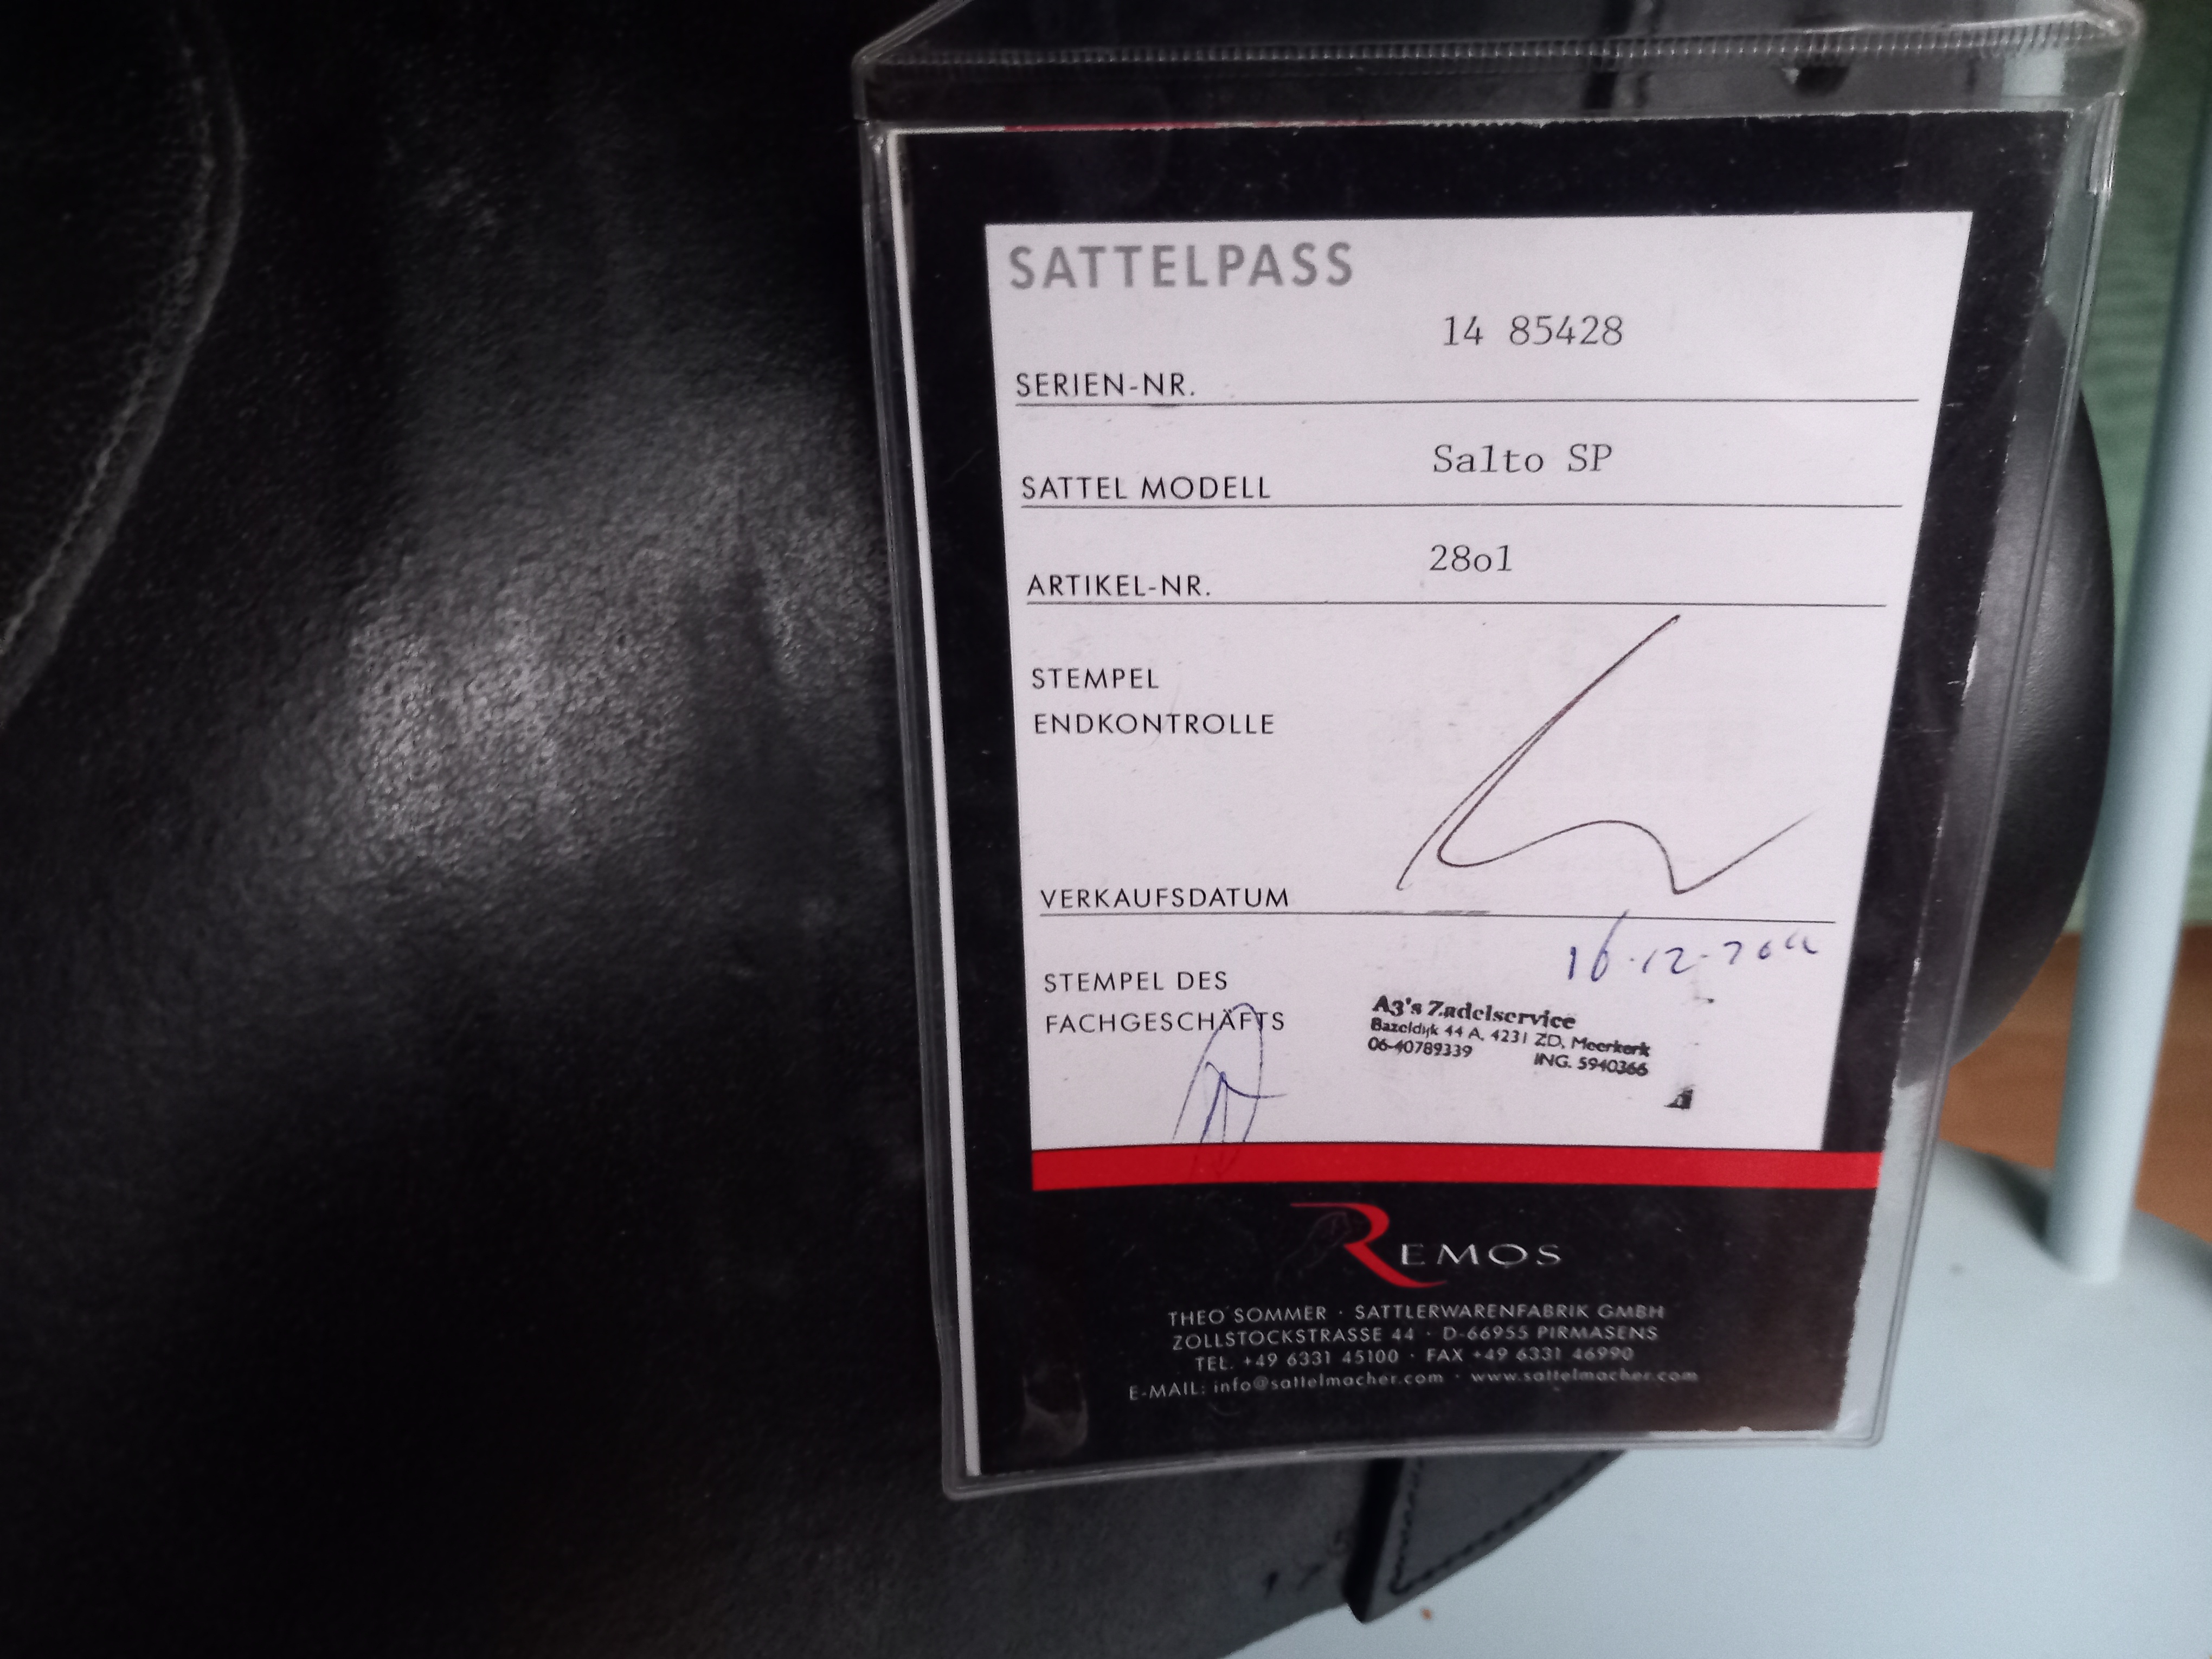 SATTELPASS
14 85428
SERIEN-NR.
Salto SP
SATTEL MODELL
28o1
ARTIKEL-NR.
STEMPEL
ENDKONTROLLE
VERKAUFSDATUM
16-12-
STEMPEL DES
FACHGESCHÄFTS
A3's Zadelservice
Bazeldijk 44 A, 4231 ZD, Meerkerk
06-40789339 ING. 5940366
REMOS
THEO SOMMER · SATTLERWARENFABRIK GMBH
ZOLLSTOCKSTRASSE 44 · D-66955 PIRMASENS
TEL. +49 6331 45100 · FAX +49 6331 46990
E-MAIL: info@sattelmacher.com · www.sattelmacher.com